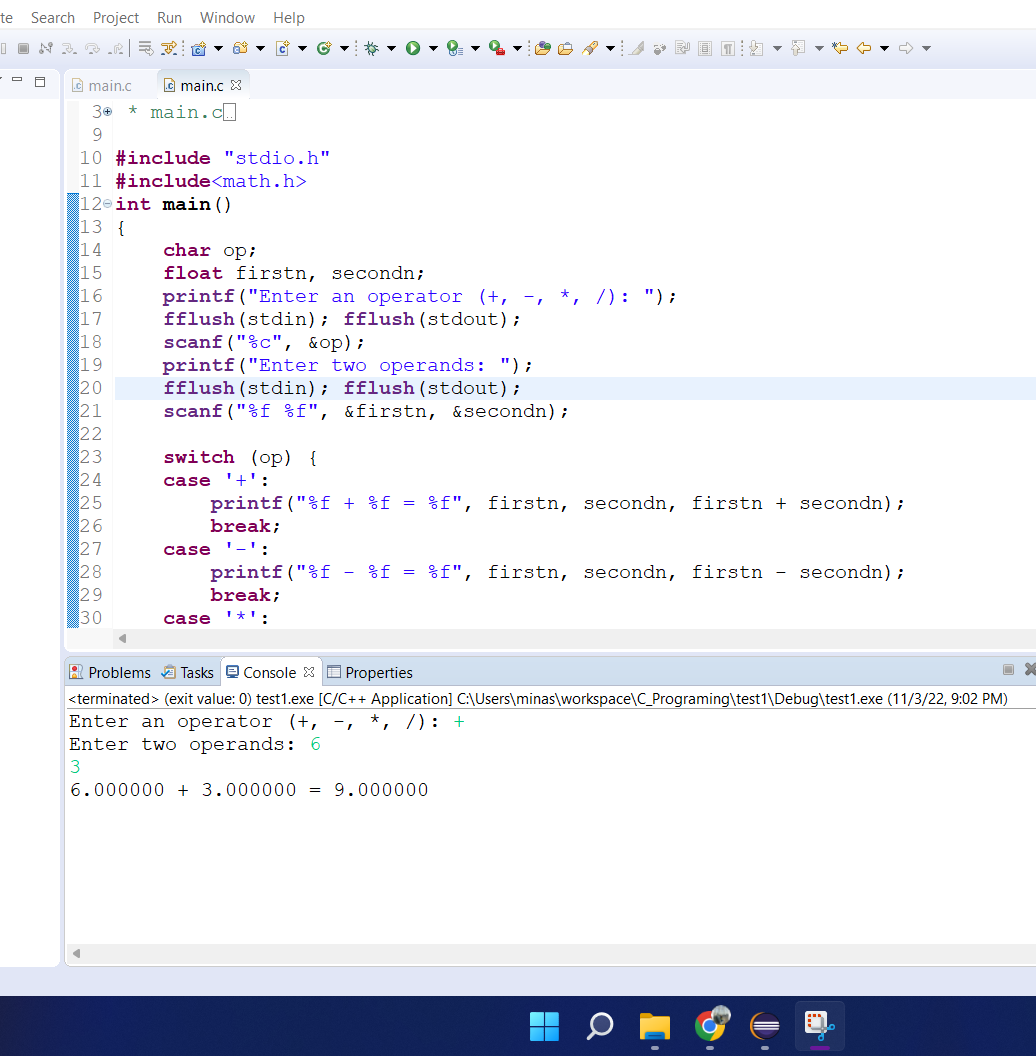 te Search Project Run Window Help
main.c main.c
3 * main.c
9
10 #include "stdio.h"
11 #include<math.h>
12 int main()
13 {
14 char op;
15 float firstn, secondn;
16 printf("Enter an operator (+, -, *, /): ");
17 fflush(stdin); fflush(stdout);
18 scanf("%c", &op);
19 printf("Enter two operands: ");
20 fflush(stdin); fflush(stdout);
21 scanf("%f %f", &firstn, &secondn);
22
23 switch (op) {
24 case '+':
25 printf("%f + %f = %f", firstn, secondn, firstn + secondn);
26 break;
27 case '-':
28 printf("%f - %f = %f", firstn, secondn, firstn - secondn);
29 break;
30 case '*':
Problems Tasks Console Properties
<terminated> (exit value: 0) test1.exe [C/C++ Application] C:\Users\minas\workspace\C_Programing\test1\Debug\test1.exe (11/3/22, 9:02 PM)
Enter an operator (+, -, *, /): +
Enter two operands: 6
3
6.000000 + 3.000000 = 9.000000